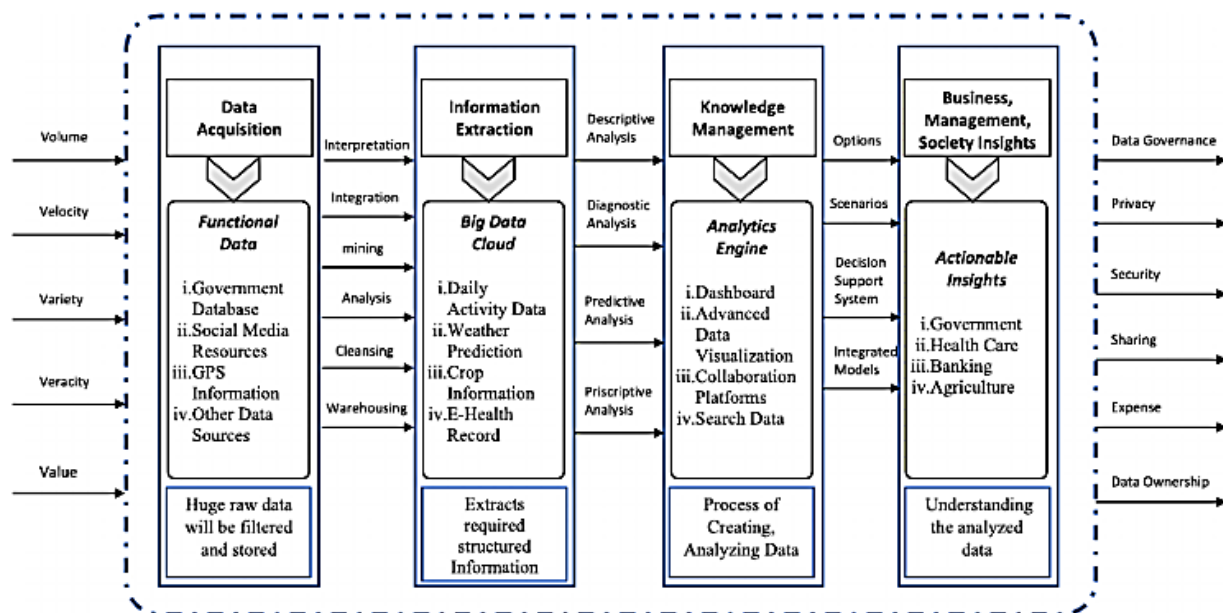 Volume
Velocity
Variety
Veracity
Value
Data
Acquisition
Functional
Data
i.Government
Database
ii.Social Media
Resources
iii.GPS
Information
iv.Other Data
Sources
Huge raw data
will be filtered
and stored
Interpretation
Integration
mining
Analysis
Cleansing
Warehousing
Information
Extraction
Big Data
Cloud
i.Daily
Activity Data
ii.Weather
Prediction
iii.Crop
Information
iv.E-Health
Record
Extracts
required
structured
Information
Descriptive
Analysis
Diagnostic
Analysis
Predictive
Analysis
Priscriptive
Analysis
Knowledge
Management
Analytics
Engine
i.Dashboard
ii.Advanced
Data
Visualization
iii.Collaboration
Platforms
iv.Search Data
Process of
Creating,
Analyzing Data
Options
Scenarios
Decision
Support
System
Integrated
Models
Business,
Management,
Society Insights
Actionable
Insights
i.Government
ii.Health Care
iii.Banking
iv.Agriculture
Understanding
the analyzed
data
Data Governance
Privacy
Security
Sharing
Expense
Data Ownership